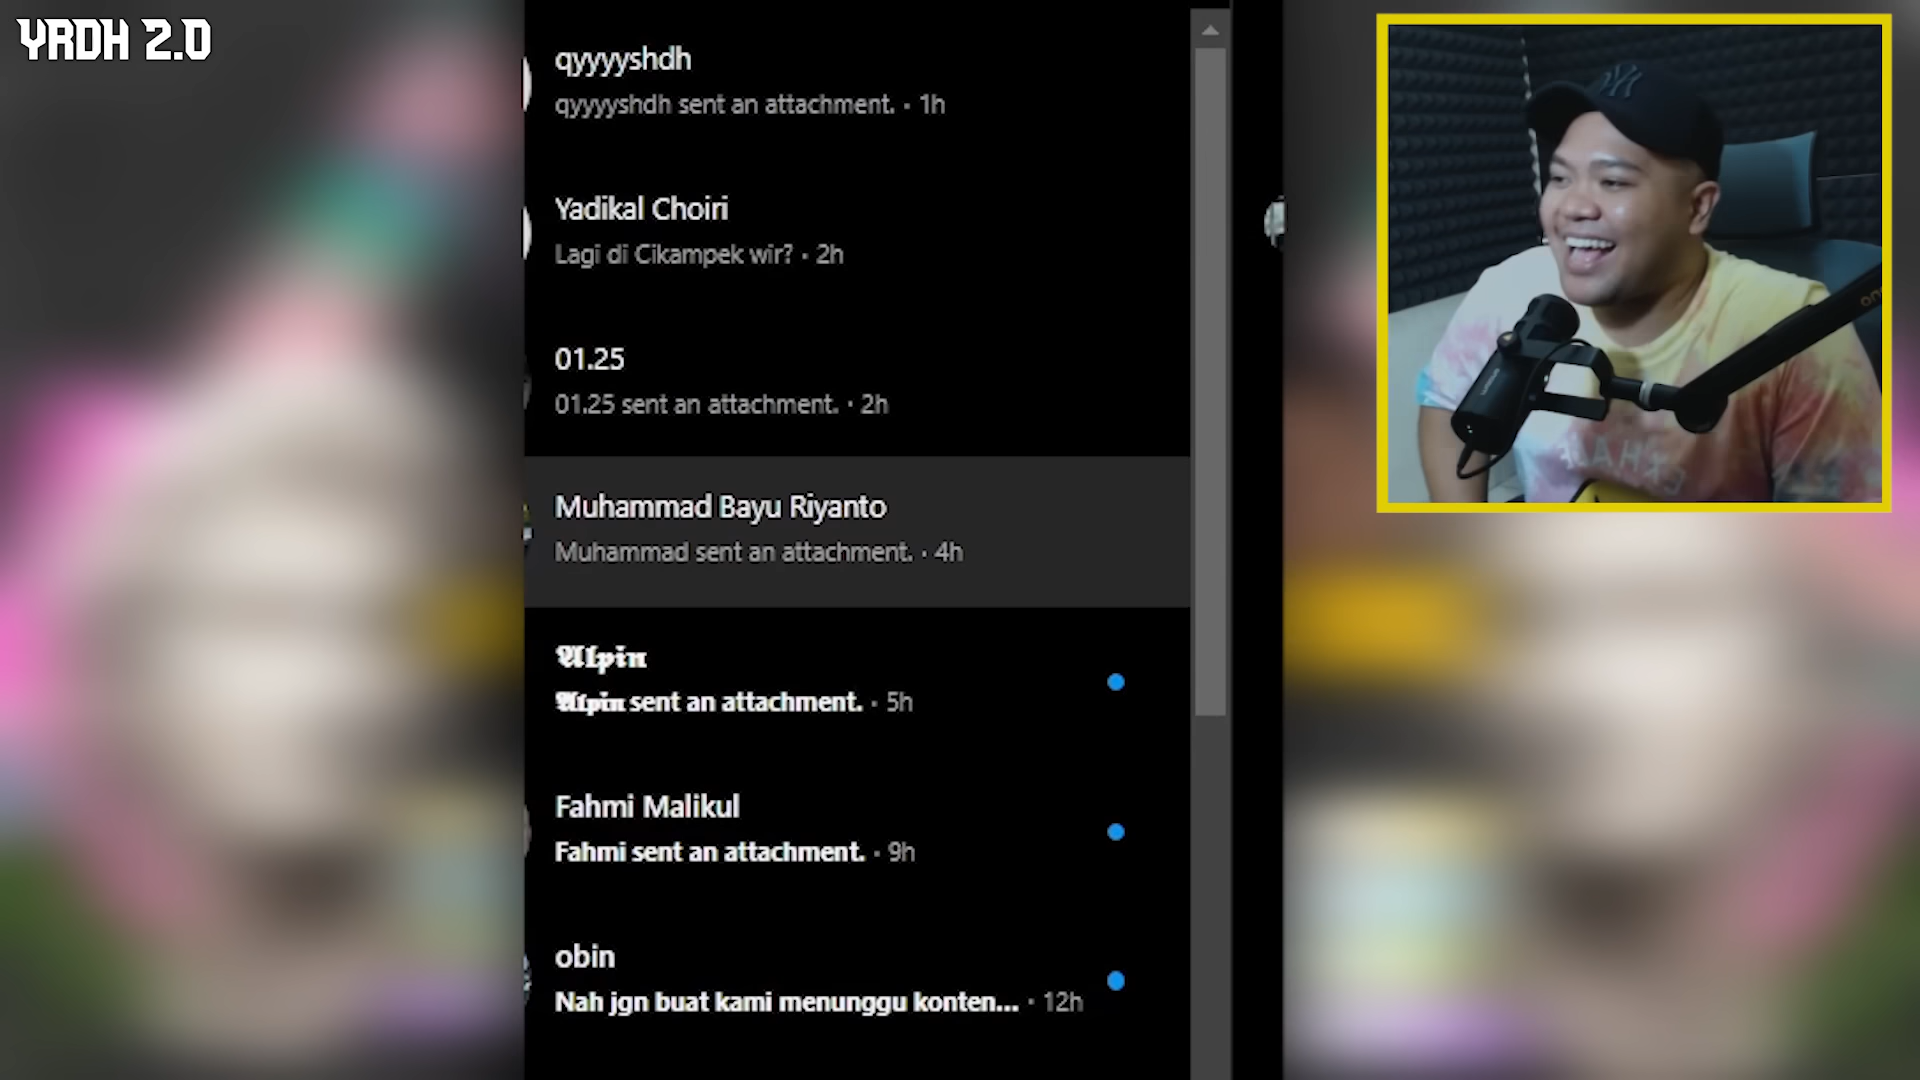 YRDH 2.0
qyyyyshdh
qyyyyshdh sent an attachment. · 1h
Yadikal Choiri
Lagi di Cikampek wir? · 2h
01.25
01.25 sent an attachment. · 2h
Muhammad Bayu Riyanto
Muhammad sent an attachment. · 4h
𝕬𝖑𝖕𝖎𝖓
𝕬𝖑𝖕𝖎𝖓 sent an attachment. · 5h
Fahmi Malikul
Fahmi sent an attachment. · 9h
obin
Nah jgn buat kami menunggu konten... · 12h